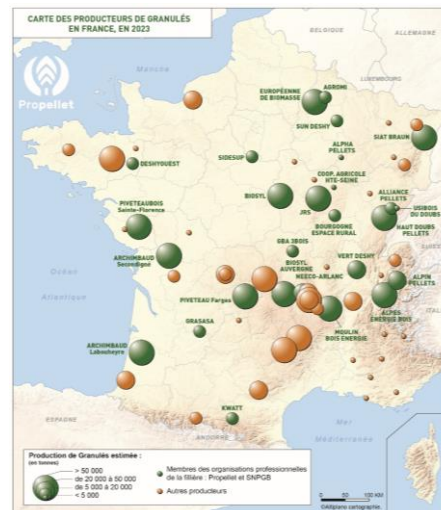 CARTE DES PRODUCTEURS DE GRANULÉS
EN FRANCE, EN 2023
Propellet
Manche
BELGIQUE
ALLEMAGNE
LUXEMBOURG
EUROPÉENNE
DE BIOMASSE
AGROMI
SUN DESHY
SIAT BRAUN
DESHYOUEST
SIDESUP
ALPHA
PELLETS
COOP. AGRICOLE
HTE-SEINE
PIVETEAUBOIS
Sainte-Florence
BIOSYL
JRS
ALLIANCE
PELLETS
USIBOIS
DU DOUBS
HAUT DOUBS
PELLETS
BOURGOGNE
ESPACE RURAL
ARCHIMBAUD
Secondigné
GBA 3BOIS
BIOSYL
AUVERGNE
VERT DESHY
SUISSE
Océan
Atlantique
NEECO-ARLANC
ALPIN
PELLETS
PIVETEAU Farges
ALPES
ENERGIE BOIS
ITALIE
GRASASA
MOULIN
BOIS ENERGIE
ARCHIMBAUD
Labouheyre
KWATT
ESPAGNE
ANDORRE
Mer
Méditerranée
Production de Granulés estimée :
(en tonnes)
> 50 000
de 20 000 à 50 000
de 5 000 à 20 000
< 5 000
Membres des organisations professionnelles
de la filière : Propellet et SNPGB
Autres producteurs
0 50 100 KM